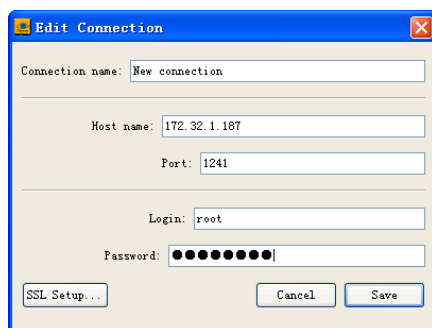 Edit Connection
Connection name: New connection
Host name: 172.32.1.187
Port: 1241
Login: root
Password: ●●●●●●●●
SSL Setup... Cancel Save